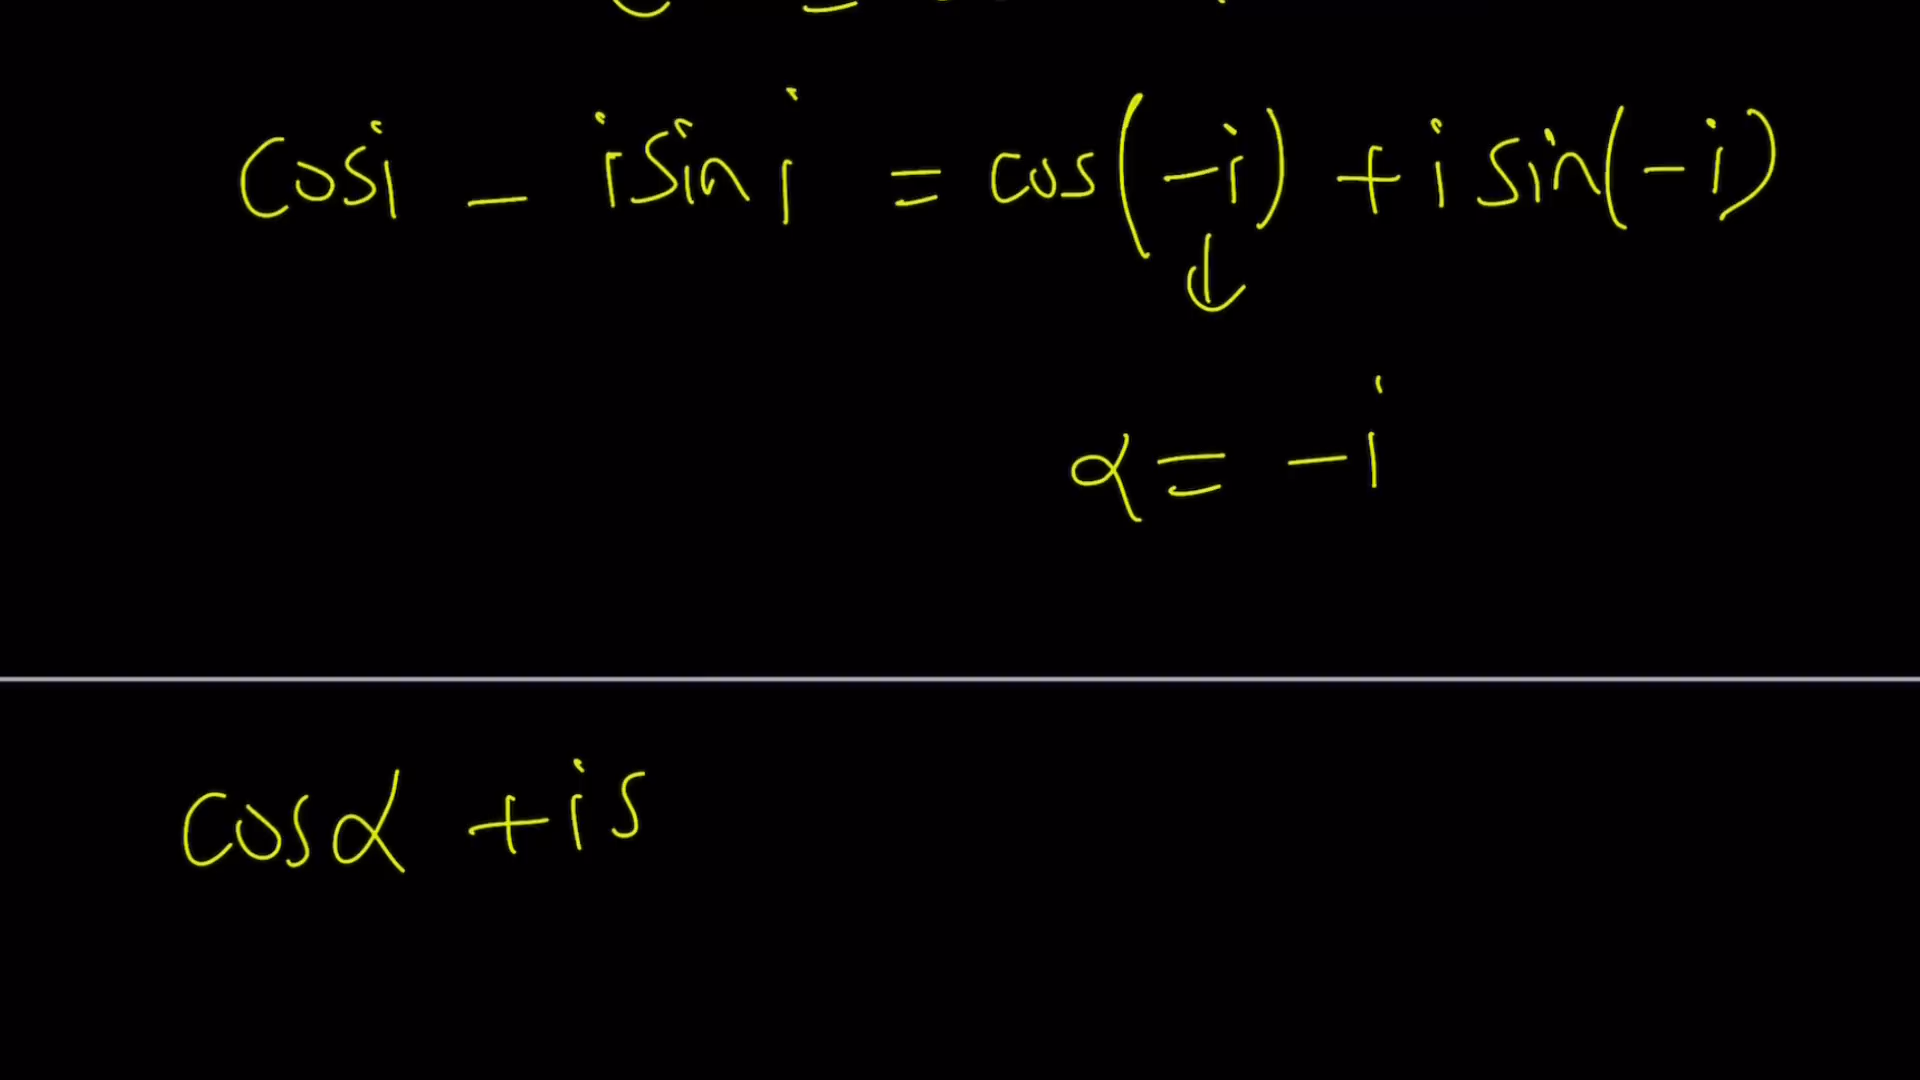 cos i - i sin i = cos(-i) + i sin(-i)
↓
α = -i
cos α + i s